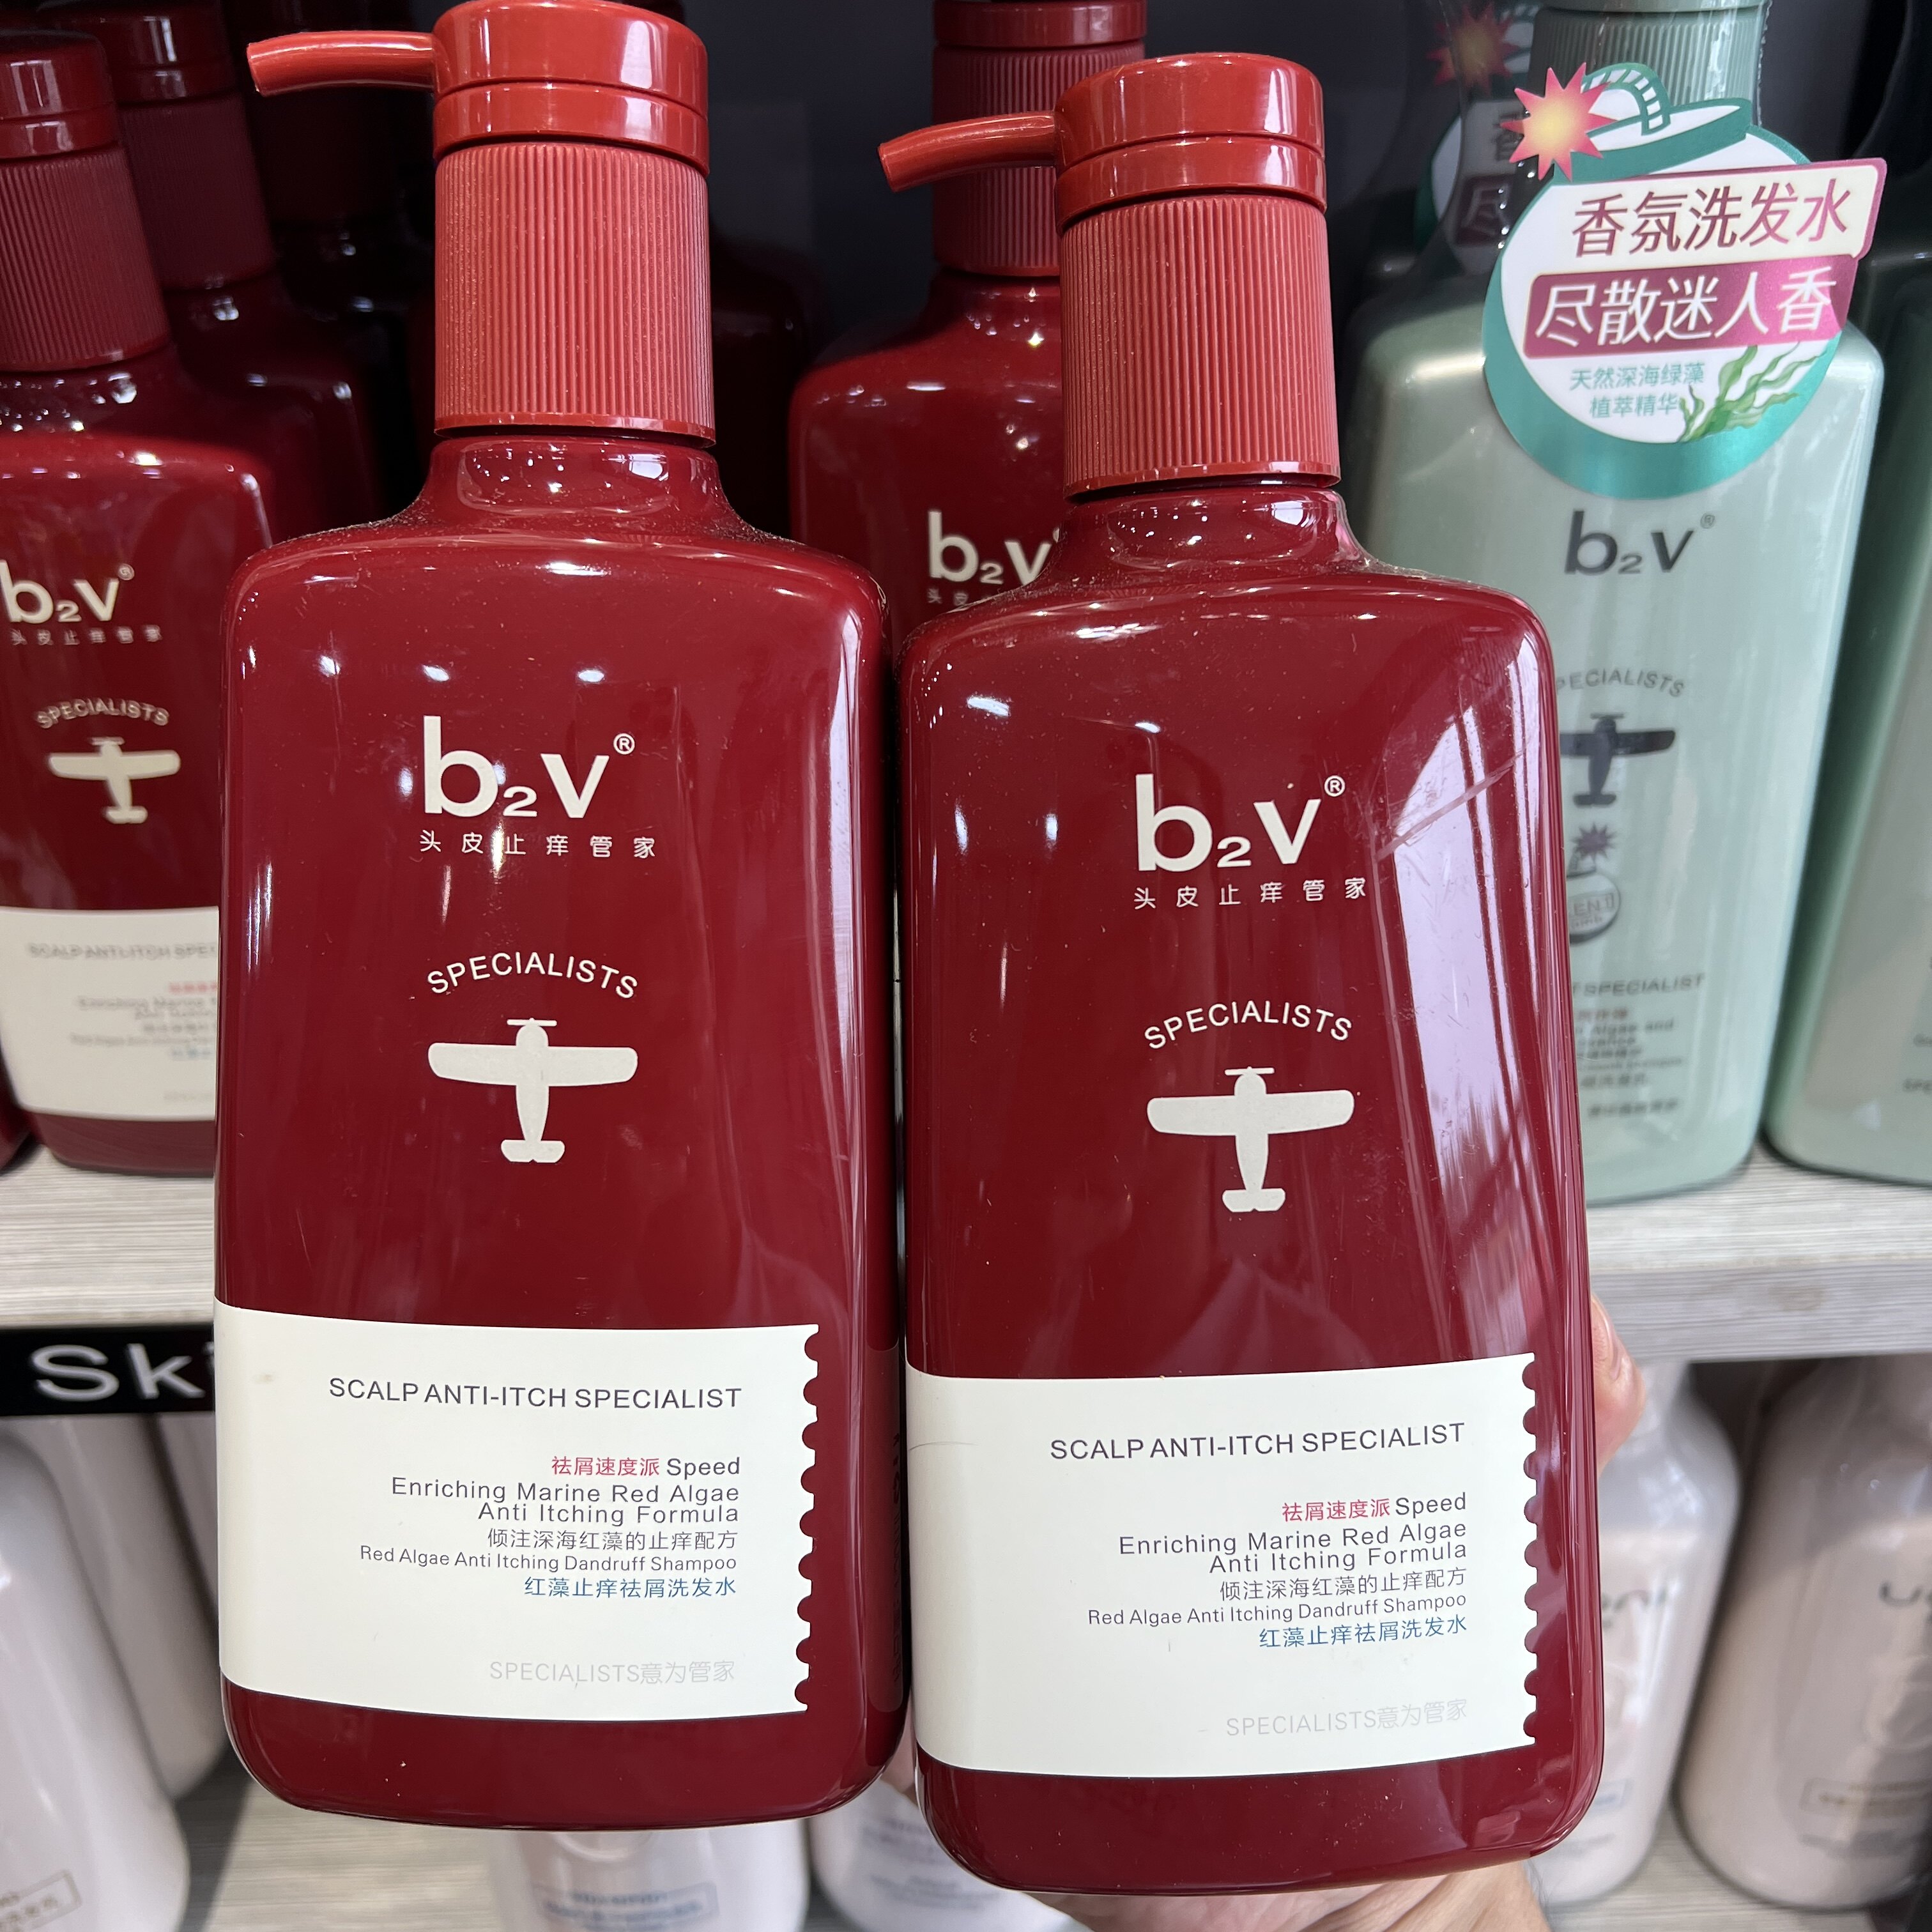 香氛洗发水
尽散迷人香
天然深海绿藻
植萃精华
b2v®
SPECIALISTS
b2v®
头皮止痒管家
SPECIALISTS
SCALP ANTI-ITCH SPECIALIST
祛屑速度派 Speed
Enriching Marine Red Algae
Anti Itching Formula
倾注深海红藻的止痒配方
Red Algae Anti Itching Dandruff Shampoo
红藻止痒祛屑洗发水
SPECIALISTS意为管家
b2v®
头皮止痒管家
SPECIALISTS
SCALP ANTI-ITCH SPECIALIST
祛屑速度派 Speed
Enriching Marine Red Algae
Anti Itching Formula
倾注深海红藻的止痒配方
Red Algae Anti Itching Dandruff Shampoo
红藻止痒祛屑洗发水
SPECIALISTS意为管家
b2v
b2v®
头皮止痒管家
SPECIALISTS
SCALP ANTI-ITCH
SPECIALIST
Ski